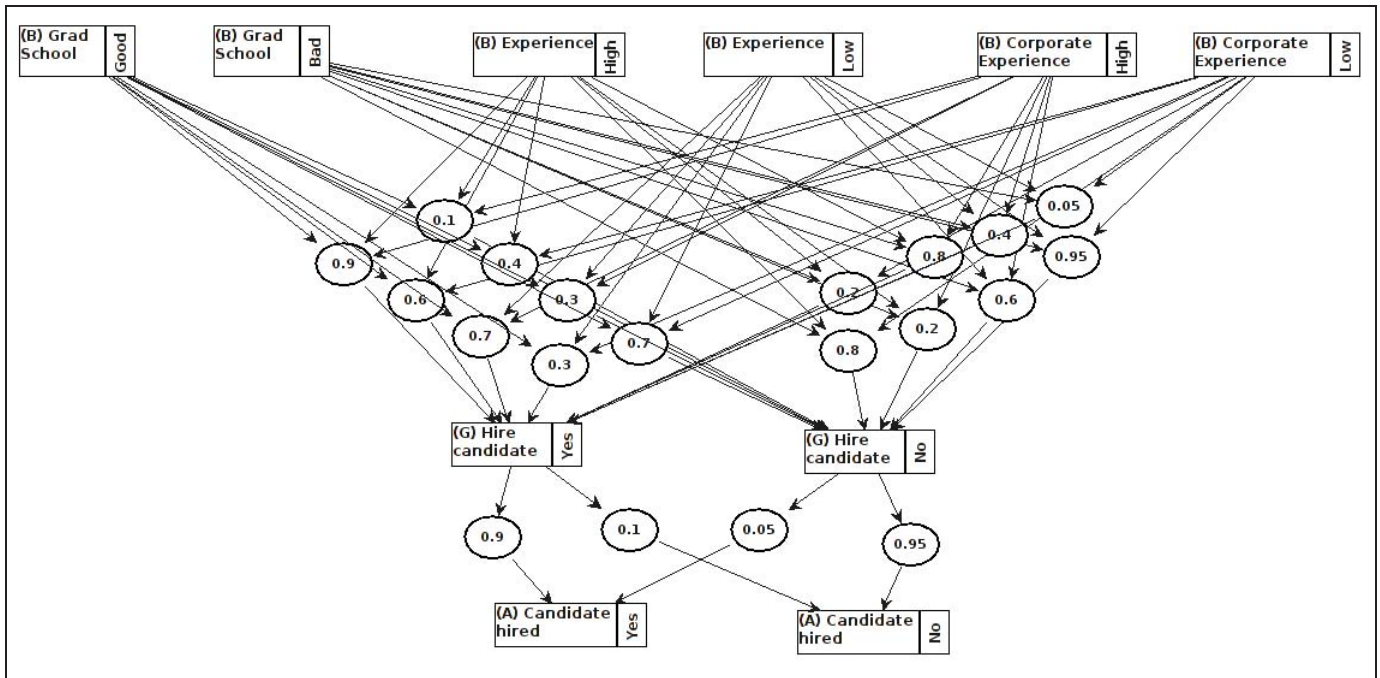 (B) Grad
School
Good
(B) Grad
School
Bad
(B) Experience
High
(B) Experience
Low
(B) Corporate
Experience
High
(B) Corporate
Experience
Low
0.1
0.05
0.4
0.9
0.4
0.8
0.95
0.6
0.3
0.2
0.6
0.7
0.2
0.7
0.8
0.3
(G) Hire
candidate
Yes
(G) Hire
candidate
No
0.9
0.1
0.05
0.95
(A) Candidate
hired
Yes
(A) Candidate
hired
No